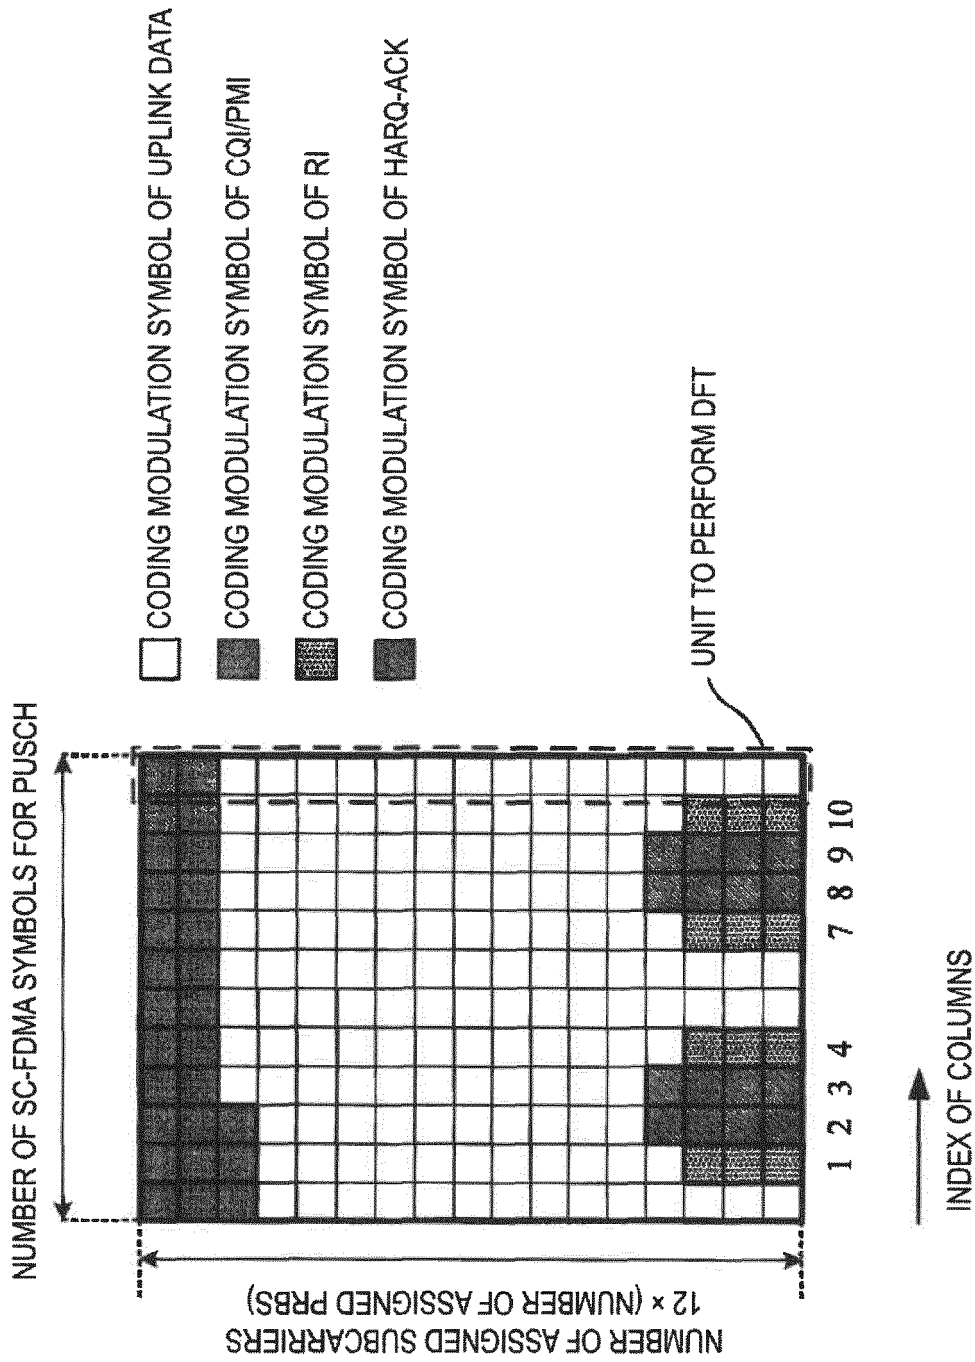 NUMBER OF SC-FDMA SYMBOLS FOR PUSCH
CODING MODULATION SYMBOL OF UPLINK DATA
CODING MODULATION SYMBOL OF CQI/PMI
CODING MODULATION SYMBOL OF RI
CODING MODULATION SYMBOL OF HARQ-ACK
UNIT TO PERFORM DFT
NUMBER OF ASSIGNED SUBCARRIERS
12 × (NUMBER OF ASSIGNED PRBS)
1 2 3 4 7 8 9 10
INDEX OF COLUMNS